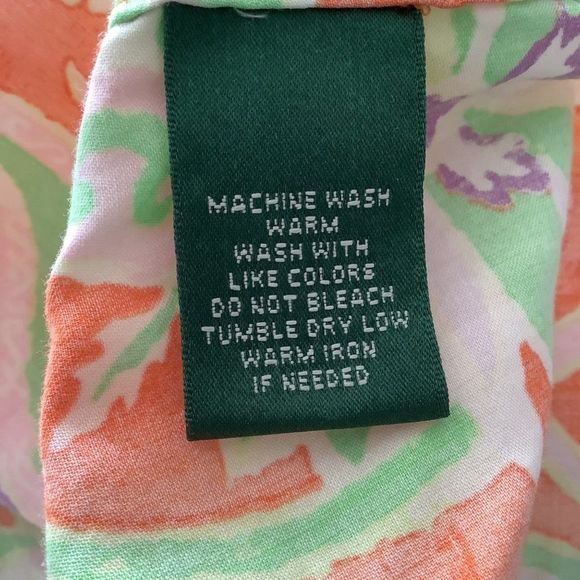 MACHINE WASH
WARM
WASH WITH
LIKE COLORS
DO NOT BLEACH
TUMBLE DRY LOW
WARM IRON
IF NEEDED